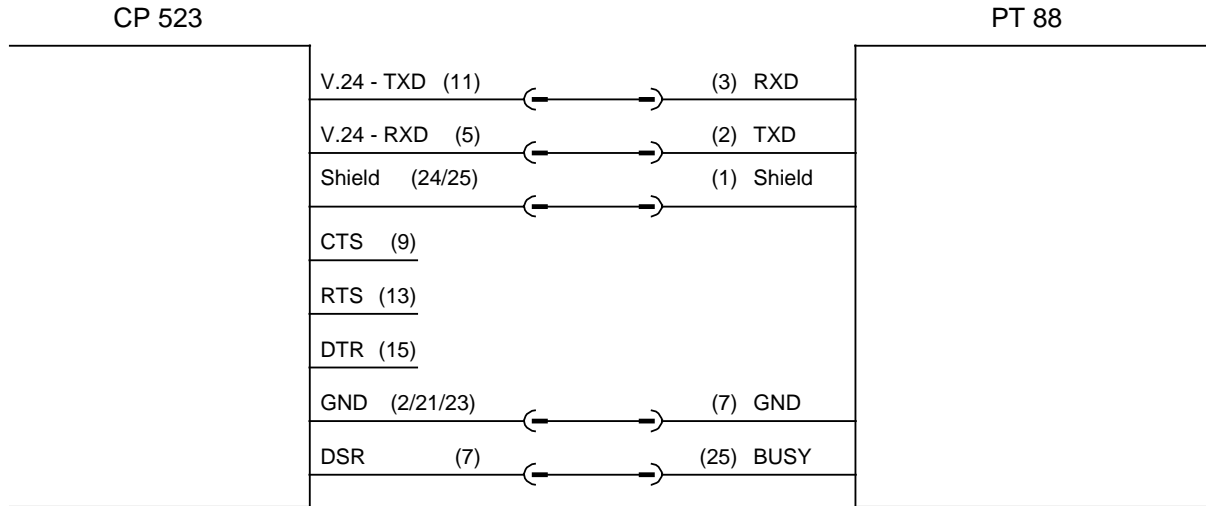 CP 523 PT 88
V.24 - TXD (11) (3) RXD
V.24 - RXD (5) (2) TXD
Shield (24/25) (1) Shield
CTS (9)
RTS (13)
DTR (15)
GND (2/21/23) (7) GND
DSR (7) (25) BUSY